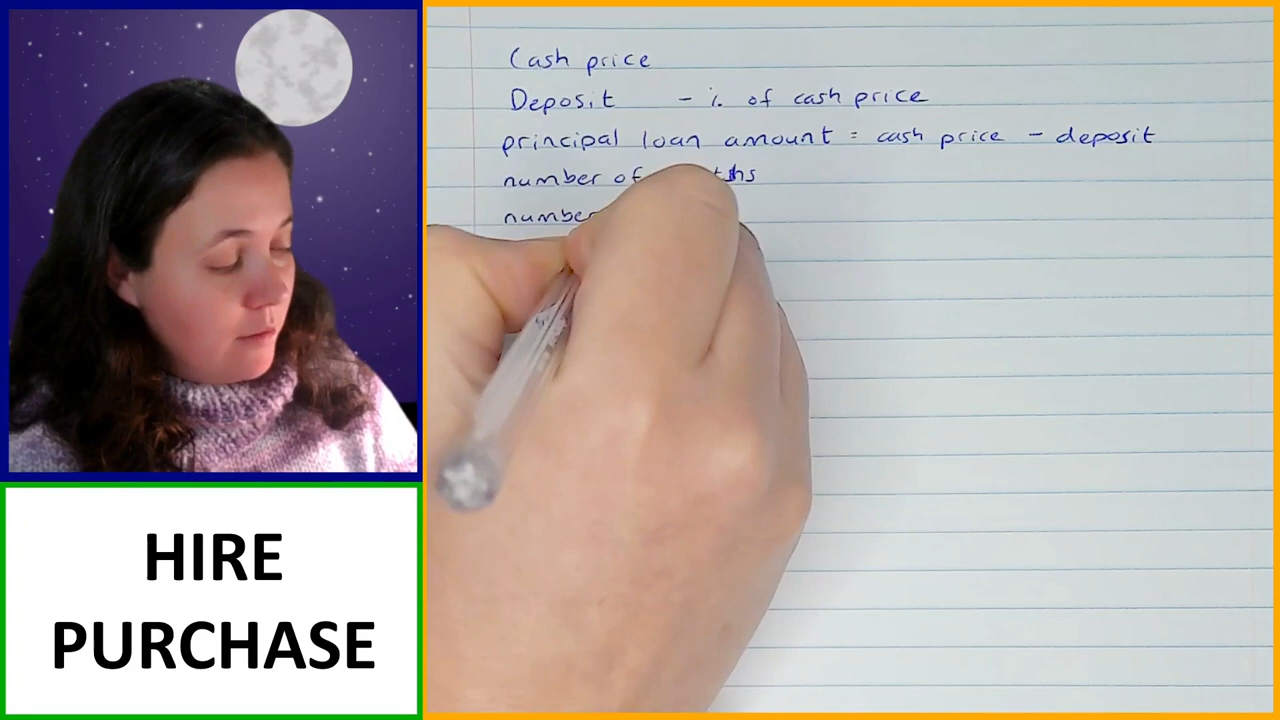 Cash price
Deposit - % of cash price
principal loan amount = cash price - deposit
number of
number
HIRE
PURCHASE